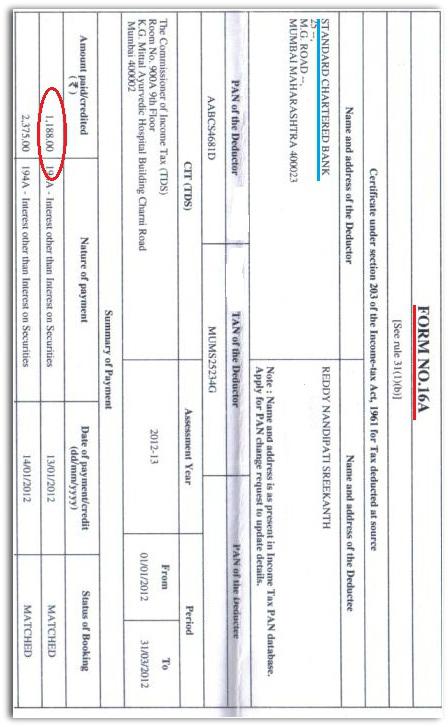 FORM NO.16A
[See rule 31(1)(b)]
Certificate under section 203 of the Income-tax Act, 1961 for Tax deducted at source
Name and address of the Deductor
Name and address of the Deductee
STANDARD CHARTERED BANK
25 --,
M.G. ROAD --,
MUMBAI MAHARASHTRA 400023
REDDY NANDIPATI SREEKANTH
Note : Name and address is as present in Income Tax PAN database.
Apply for PAN change request to update details.
PAN of the Deductor
TAN of the Deductor
PAN of the Deductee
AABCS4681D
MUMS25234G
CIT (TDS)
Assessment Year
Period
The Commissioner of Income Tax (TDS)
Room No. 900A 9th Floor
K.G. Mittal Ayurvedic Hospital Building Charni Road
Mumbai 400002
2012-13
From
To
01/01/2012
31/03/2012
Summary of Payment
Amount paid/credited
(₹)
Nature of payment
Date of payment/credit
(dd/mm/yyyy)
Status of Booking
1,188.00
194A - Interest other than Interest on Securities
13/01/2012
MATCHED
2,375.00
194A - Interest other than Interest on Securities
14/01/2012
MATCHED